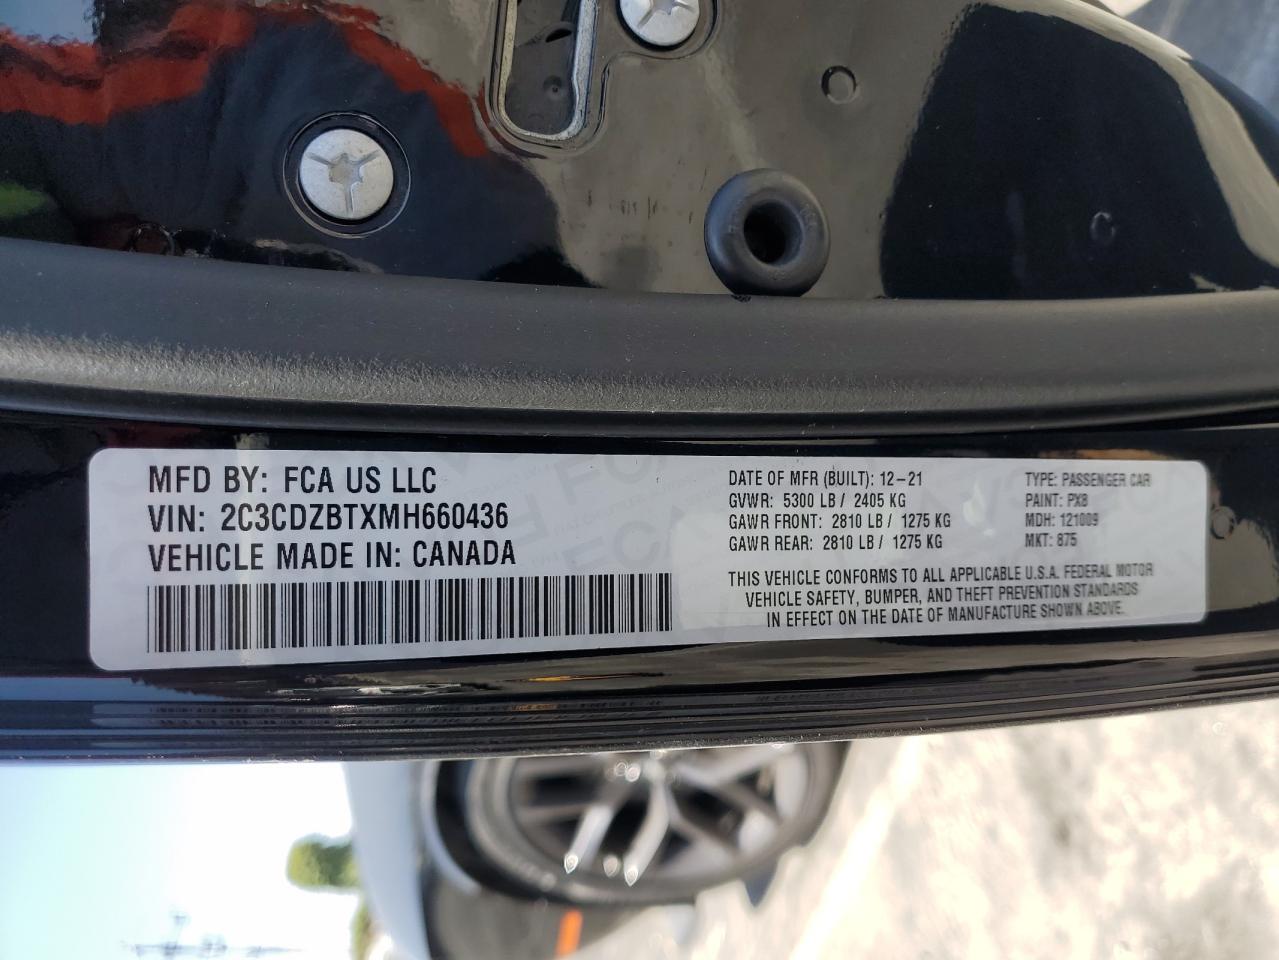 MFD BY: FCA US LLC
VIN: 2C3CDZBTXMH660436
VEHICLE MADE IN: CANADA
DATE OF MFR (BUILT): 12-21
GVWR: 5300 LB / 2405 KG
GAWR FRONT: 2810 LB / 1275 KG
GAWR REAR: 2810 LB / 1275 KG
TYPE: PASSENGER CAR
PAINT: PX8
MDH: 121009
MKT: 875
THIS VEHICLE CONFORMS TO ALL APPLICABLE U.S.A. FEDERAL MOTOR
VEHICLE SAFETY, BUMPER, AND THEFT PREVENTION STANDARDS
IN EFFECT ON THE DATE OF MANUFACTURE SHOWN ABOVE.